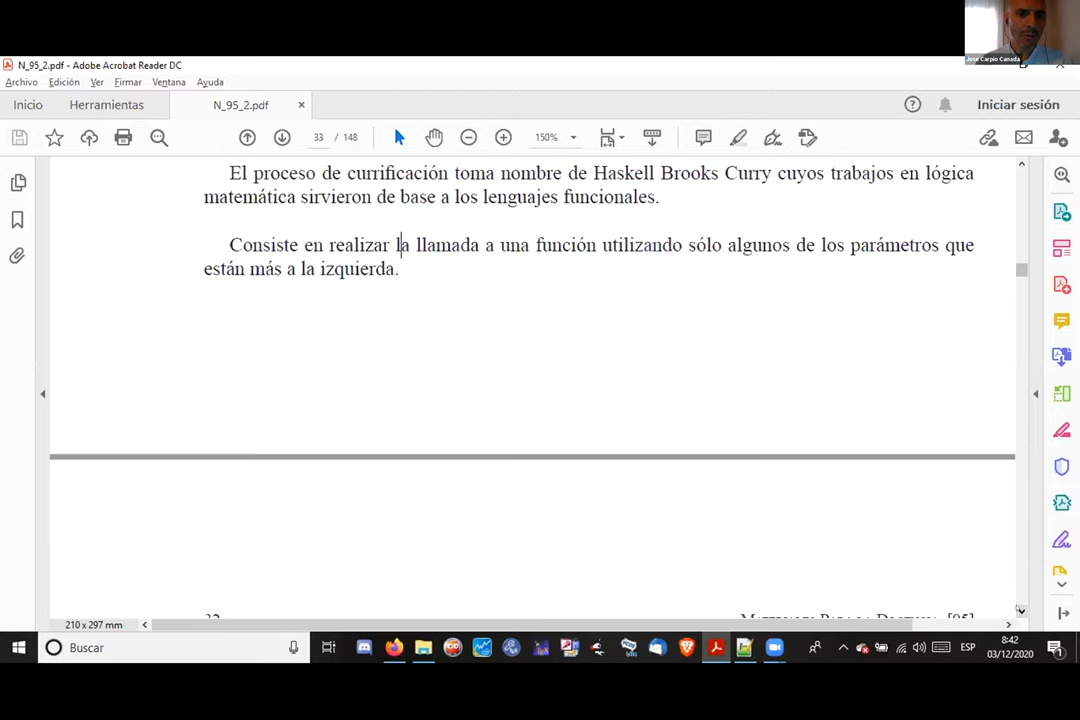 Jose Carpio Canada
N_95_2.pdf - Adobe Acrobat Reader DC
Archivo Edición Ver Firmar Ventana Ayuda
Inicio Herramientas N_95_2.pdf × Iniciar sesión
33 / 148 150%
El proceso de currificación toma nombre de Haskell Brooks Curry cuyos trabajos en lógica
matemática sirvieron de base a los lenguajes funcionales.
Consiste en realizar la llamada a una función utilizando sólo algunos de los parámetros que
están más a la izquierda.
210 x 297 mm
Buscar
ESP
8:42
03/12/2020